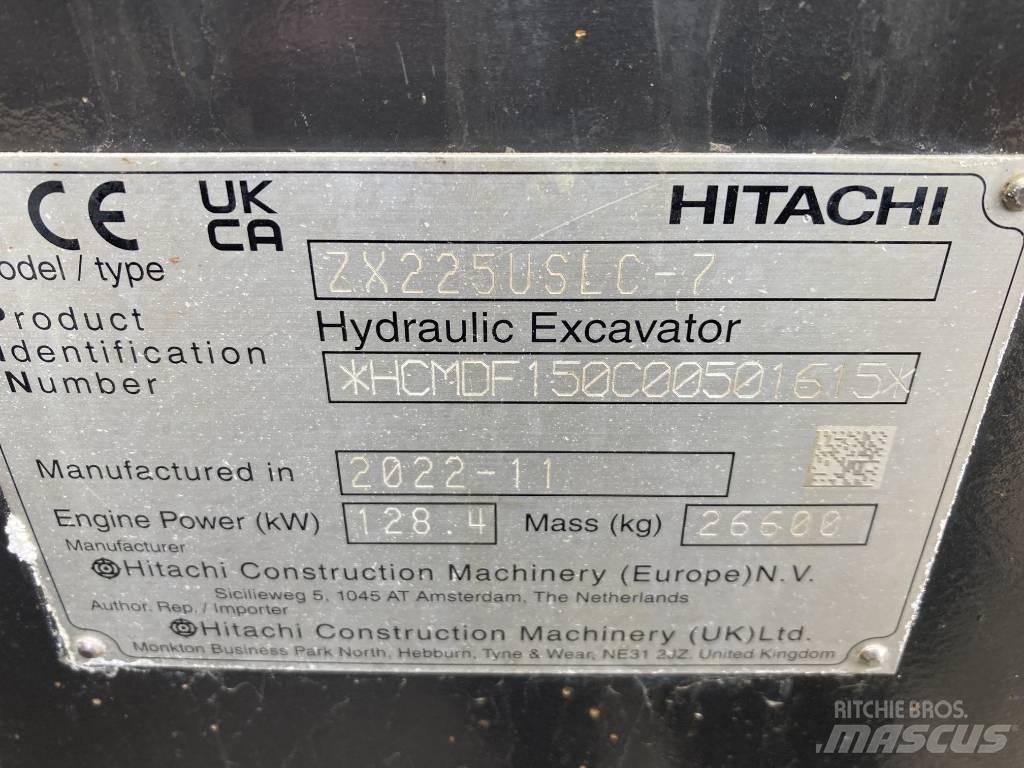 CE UK CA HITACHI
odel / type ZX225USLC-7
Product Hydraulic Excavator
Identification
Number *HCMDF150C00501615*
Manufactured in 2022-11
Engine Power (kW) 128.4 Mass (kg) 26600
Manufacturer
Hitachi Construction Machinery (Europe)N.V.
Sicilieweg 5, 1045 AT Amsterdam, The Netherlands
Author. Rep. / Importer
Hitachi Construction Machinery (UK)Ltd.
Monkton Business Park North, Hebburn, Tyne & Wear, NE31 2JZ. United Kingdom
RITCHIE BROS.
MASCUS